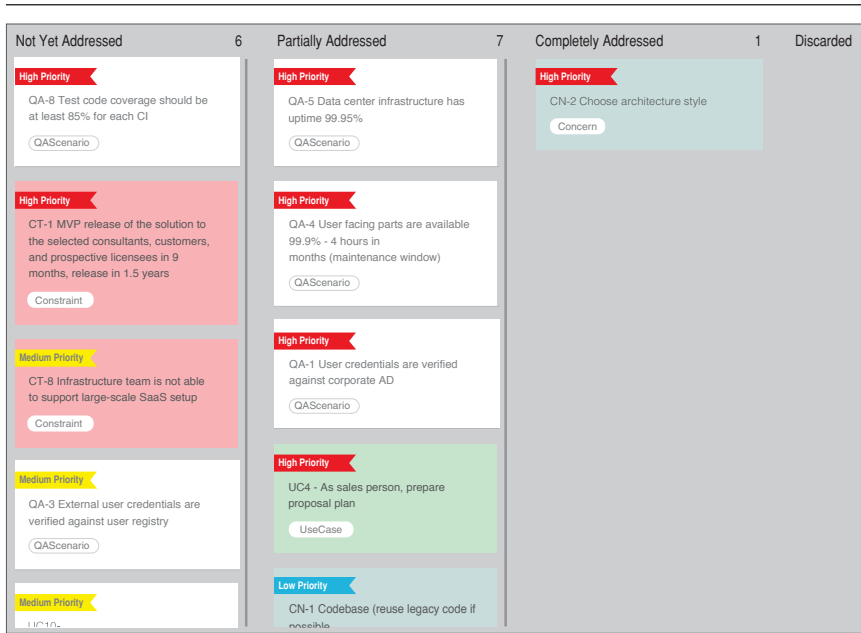 Not Yet Addressed 6
High Priority
QA-8 Test code coverage should be
at least 85% for each CI
QAScenario
High Priority
CT-1 MVP release of the solution to
the selected consultants, customers,
and prospective licensees in 9
months, release in 1.5 years
Constraint
Medium Priority
CT-8 Infrastructure team is not able
to support large-scale SaaS setup
Constraint
Medium Priority
QA-3 External user credentials are
verified against user registry
QAScenario
Medium Priority
UC10-
Partially Addressed 7
High Priority
QA-5 Data center infrastructure has
uptime 99.95%
QAScenario
High Priority
QA-4 User facing parts are available
99.9% - 4 hours in
months (maintenance window)
QAScenario
High Priority
QA-1 User credentials are verified
against corporate AD
QAScenario
High Priority
UC4 - As sales person, prepare
proposal plan
UseCase
Low Priority
CN-1 Codebase (reuse legacy code if
possible
Completely Addressed 1
High Priority
CN-2 Choose architecture style
Concern
Discarded